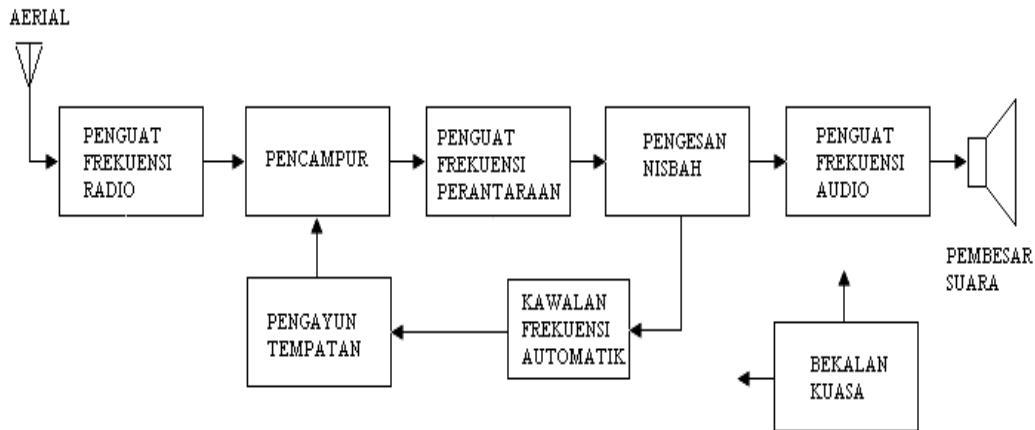 AERIAL
PENGUAT
FREKUENSI
RADIO
PENCAMPUR
PENGUAT
FREKUENSI
PERANTARAAN
PENGESAN
NISBAH
PENGUAT
FREKUENSI
AUDIO
PEMBESAR
SUARA
PENGAYUN
TEMPATAN
KAWALAN
FREKUENSI
AUTOMATIK
BEKALAN
KUASA